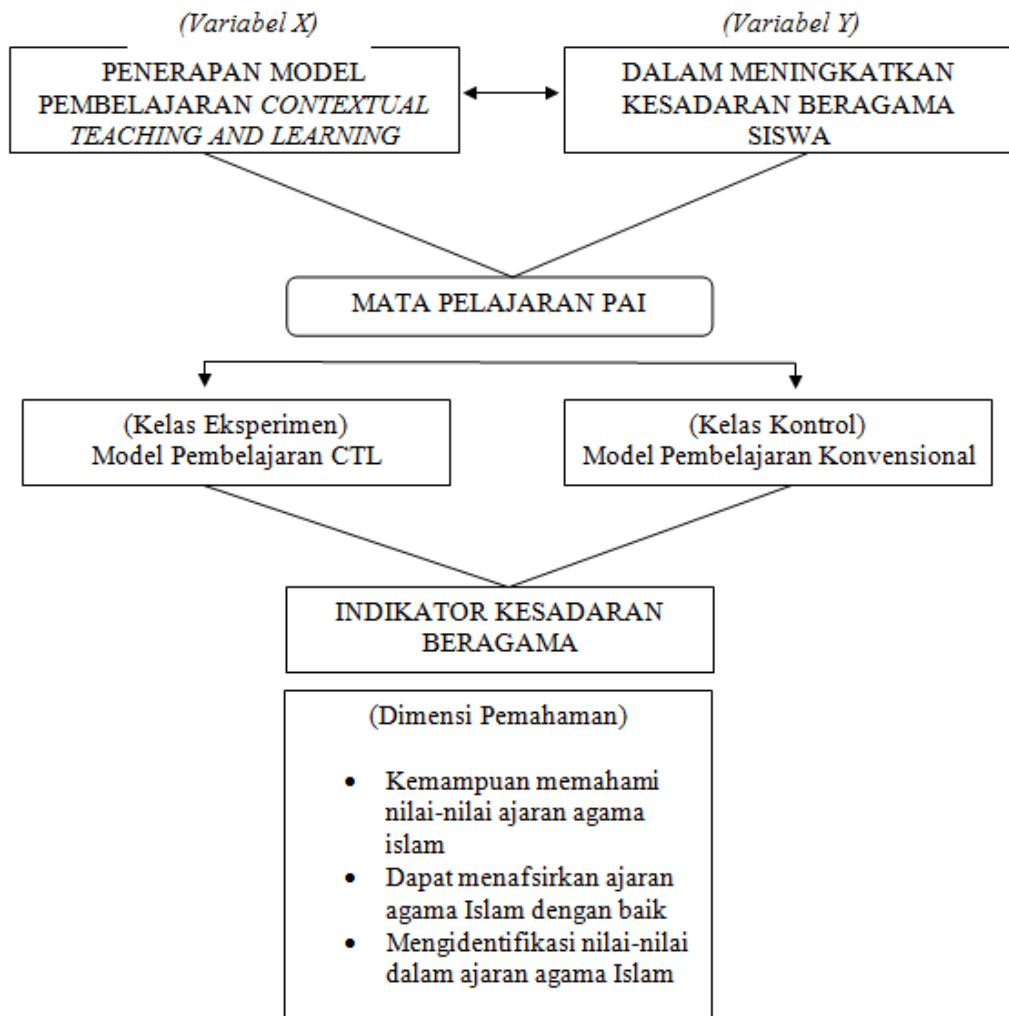 (Variabel X)
(Variabel Y)
PENERAPAN MODEL
PEMBELAJARAN CONTEXTUAL
TEACHING AND LEARNING
DALAM MENINGKATKAN
KESADARAN BERAGAMA
SISWA
MATA PELAJARAN PAI
(Kelas Eksperimen)
Model Pembelajaran CTL
(Kelas Kontrol)
Model Pembelajaran Konvensional
INDIKATOR KESADARAN
BERAGAMA
(Dimensi Pemahaman)
• Kemampuan memahami
nilai-nilai ajaran agama
islam
• Dapat menafsirkan ajaran
agama Islam dengan baik
• Mengidentifikasi nilai-nilai
dalam ajaran agama Islam